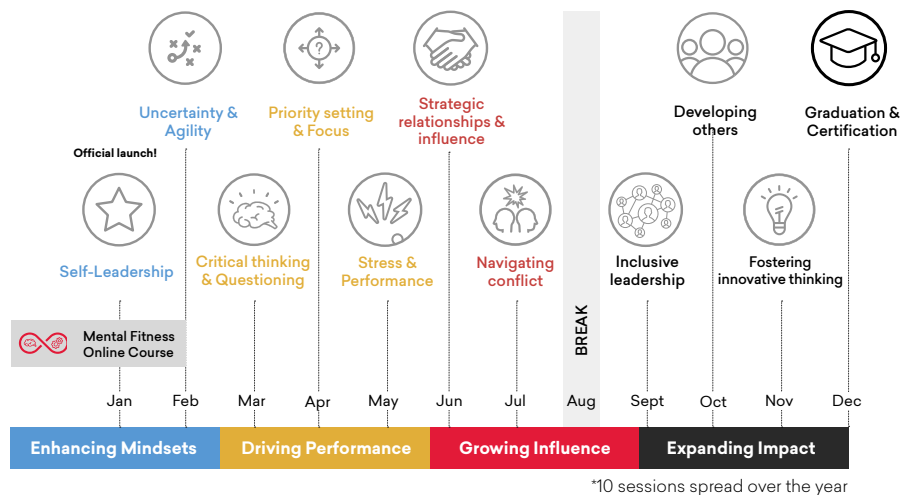 Uncertainty &
Agility
Priority setting
& Focus
Strategic
relationships &
influence
Developing
others
Graduation &
Certification
Official launch!
?
Self-Leadership
Critical thinking
& Questioning
Stress &
Performance
Navigating
conflict
Inclusive
leadership
Fostering
innovative thinking
BREAK
Mental Fitness
Online Course
Jan
Feb
Mar
Apr
May
Jun
Jul
Aug
Sept
Oct
Nov
Dec
Enhancing Mindsets
Driving Performance
Growing Influence
Expanding Impact
*10 sessions spread over the year